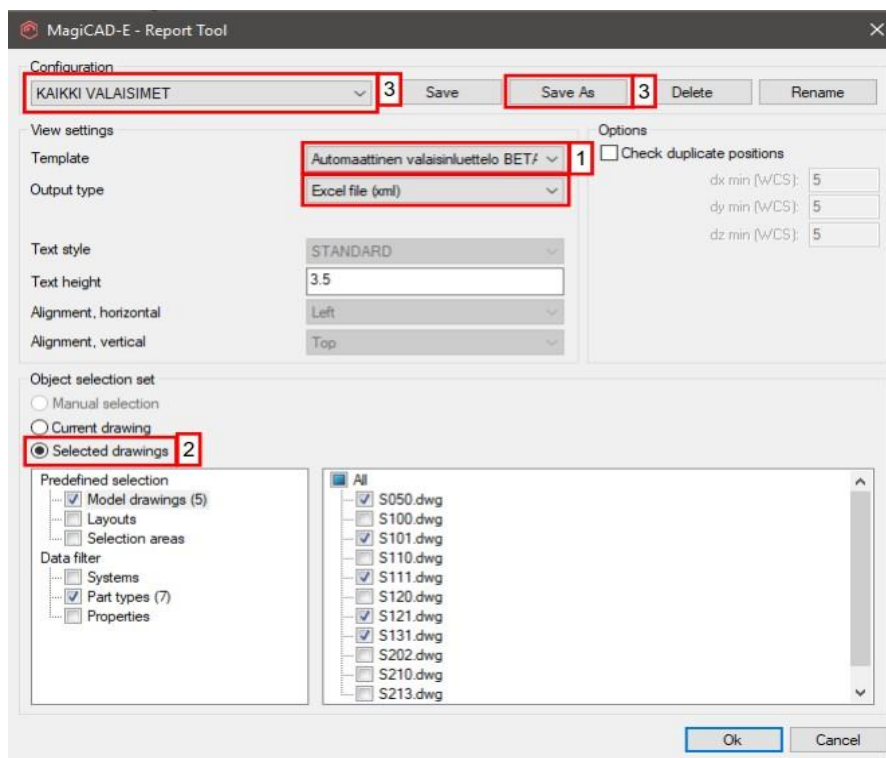 MagiCAD-E - Report Tool
Configuration
KAIKKI VALAISIMET 3 Save Save As 3 Delete Rename
View settings Options
Template Automaattinen valaisinluettelo BETA 1 Check duplicate positions
Output type Excel file (xml) dx min (WCS): 5
dy min (WCS): 5
dz min (WCS): 5
Text style STANDARD
Text height 3.5
Alignment, horizontal Left
Alignment, vertical Top
Object selection set
Manual selection
Current drawing
Selected drawings 2
Predefined selection All
Model drawings (5) S050.dwg
Layouts S100.dwg
Selection areas S101.dwg
Data filter S110.dwg
Systems S111.dwg
Part types (7) S120.dwg
Properties S121.dwg
S131.dwg
S202.dwg
S210.dwg
S213.dwg
Ok Cancel